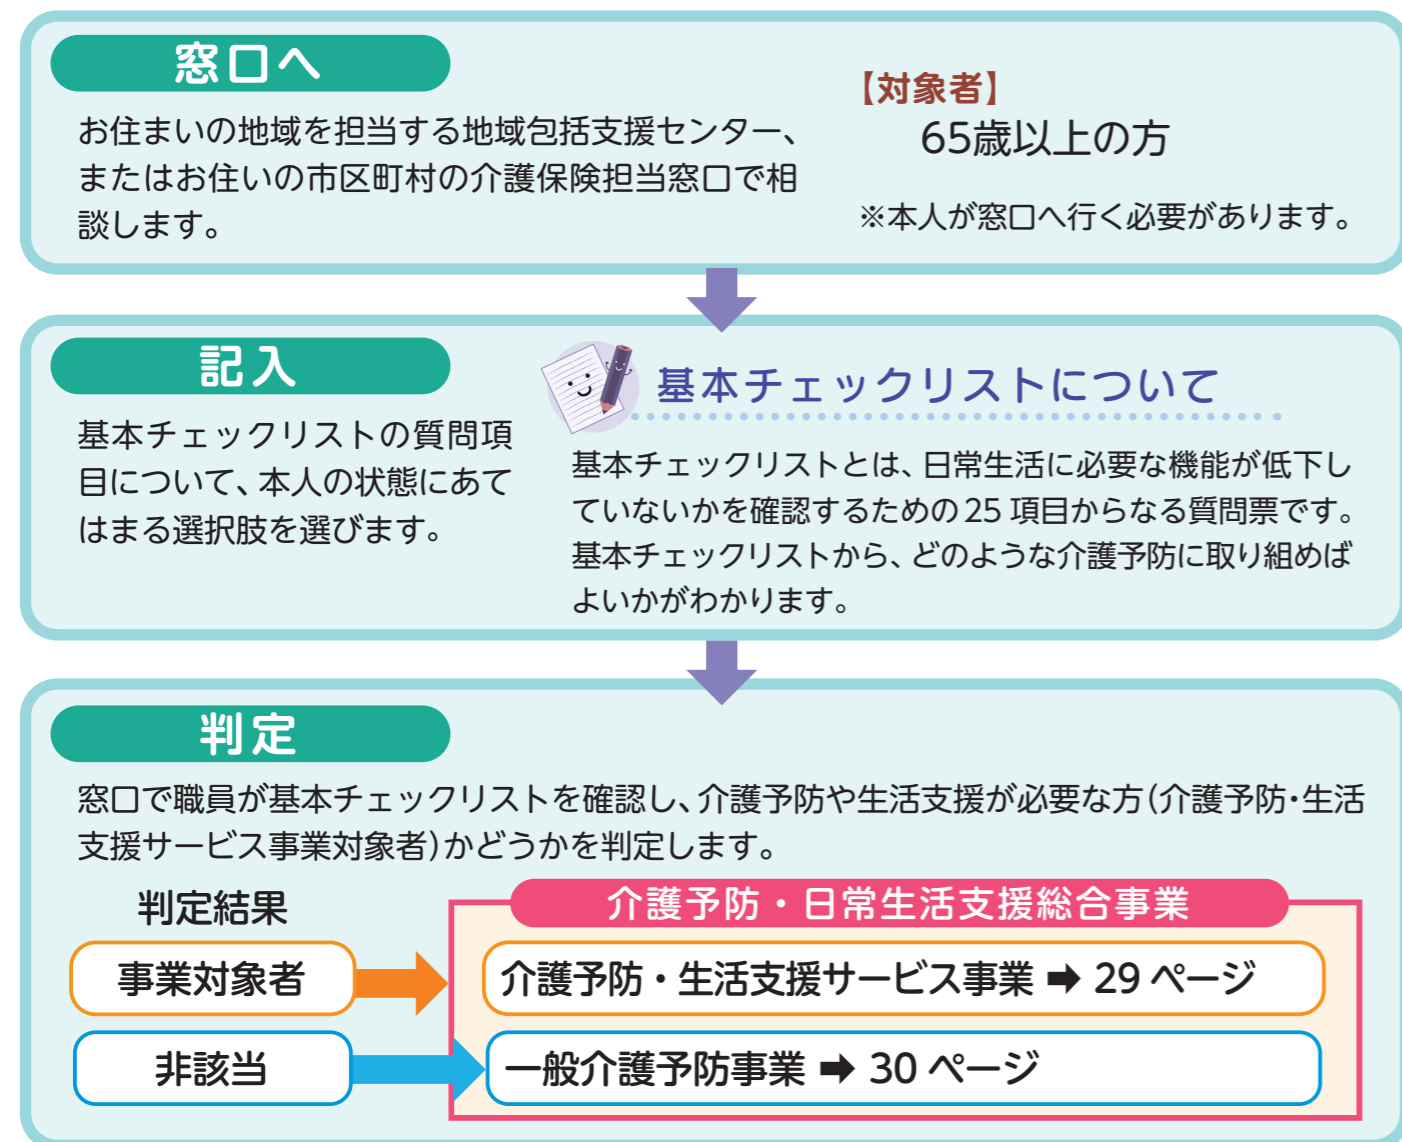 窓口へ
お住まいの地域を担当する地域包括支援センター、
またはお住いの市区町村の介護保険担当窓口で相
談します。
【対象者】
65歳以上の方
※本人が窓口へ行く必要があります。
記入
基本チェックリストの質問項
目について、本人の状態にあて
はまる選択肢を選びます。
基本チェックリストについて
基本チェックリストとは、日常生活に必要な機能が低下し
ていないかを確認するための25 項目からなる質問票です。
基本チェックリストから、どのような介護予防に取り組めば
よいかがわかります。
判定
窓口で職員が基本チェックリストを確認し、介護予防や生活支援が必要な方(介護予防・生活
支援サービス事業対象者)かどうかを判定します。
判定結果
介護予防・日常生活支援総合事業
事業対象者
介護予防・生活支援サービス事業 ➡ 29 ページ
非該当
一般介護予防事業 ➡ 30 ページ